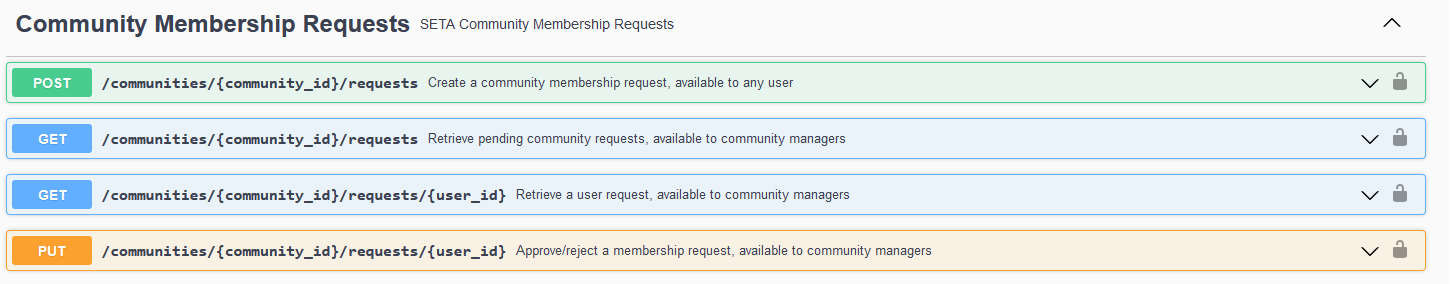 Community Membership Requests SETA Community Membership Requests
POST /communities/{community_id}/requests Create a community membership request, available to any user
GET /communities/{community_id}/requests Retrieve pending community requests, available to community managers
GET /communities/{community_id}/requests/{user_id} Retrieve a user request, available to community managers
PUT /communities/{community_id}/requests/{user_id} Approve/reject a membership request, available to community managers